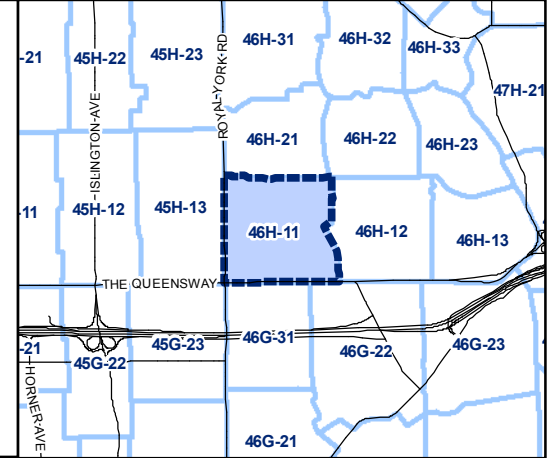 46H-31
46H-32
46H-33
-21
45H-22
45H-23
ROYAL YORK RD
47H-21
ISLINGTON AVE
46H-21
46H-22
46H-23
-11
45H-12
45H-13
46H-11
46H-12
46H-13
THE QUEENSWAY
-21
45G-22
45G-23
46G-31
46G-22
46G-23
HORNER AVE
46G-21